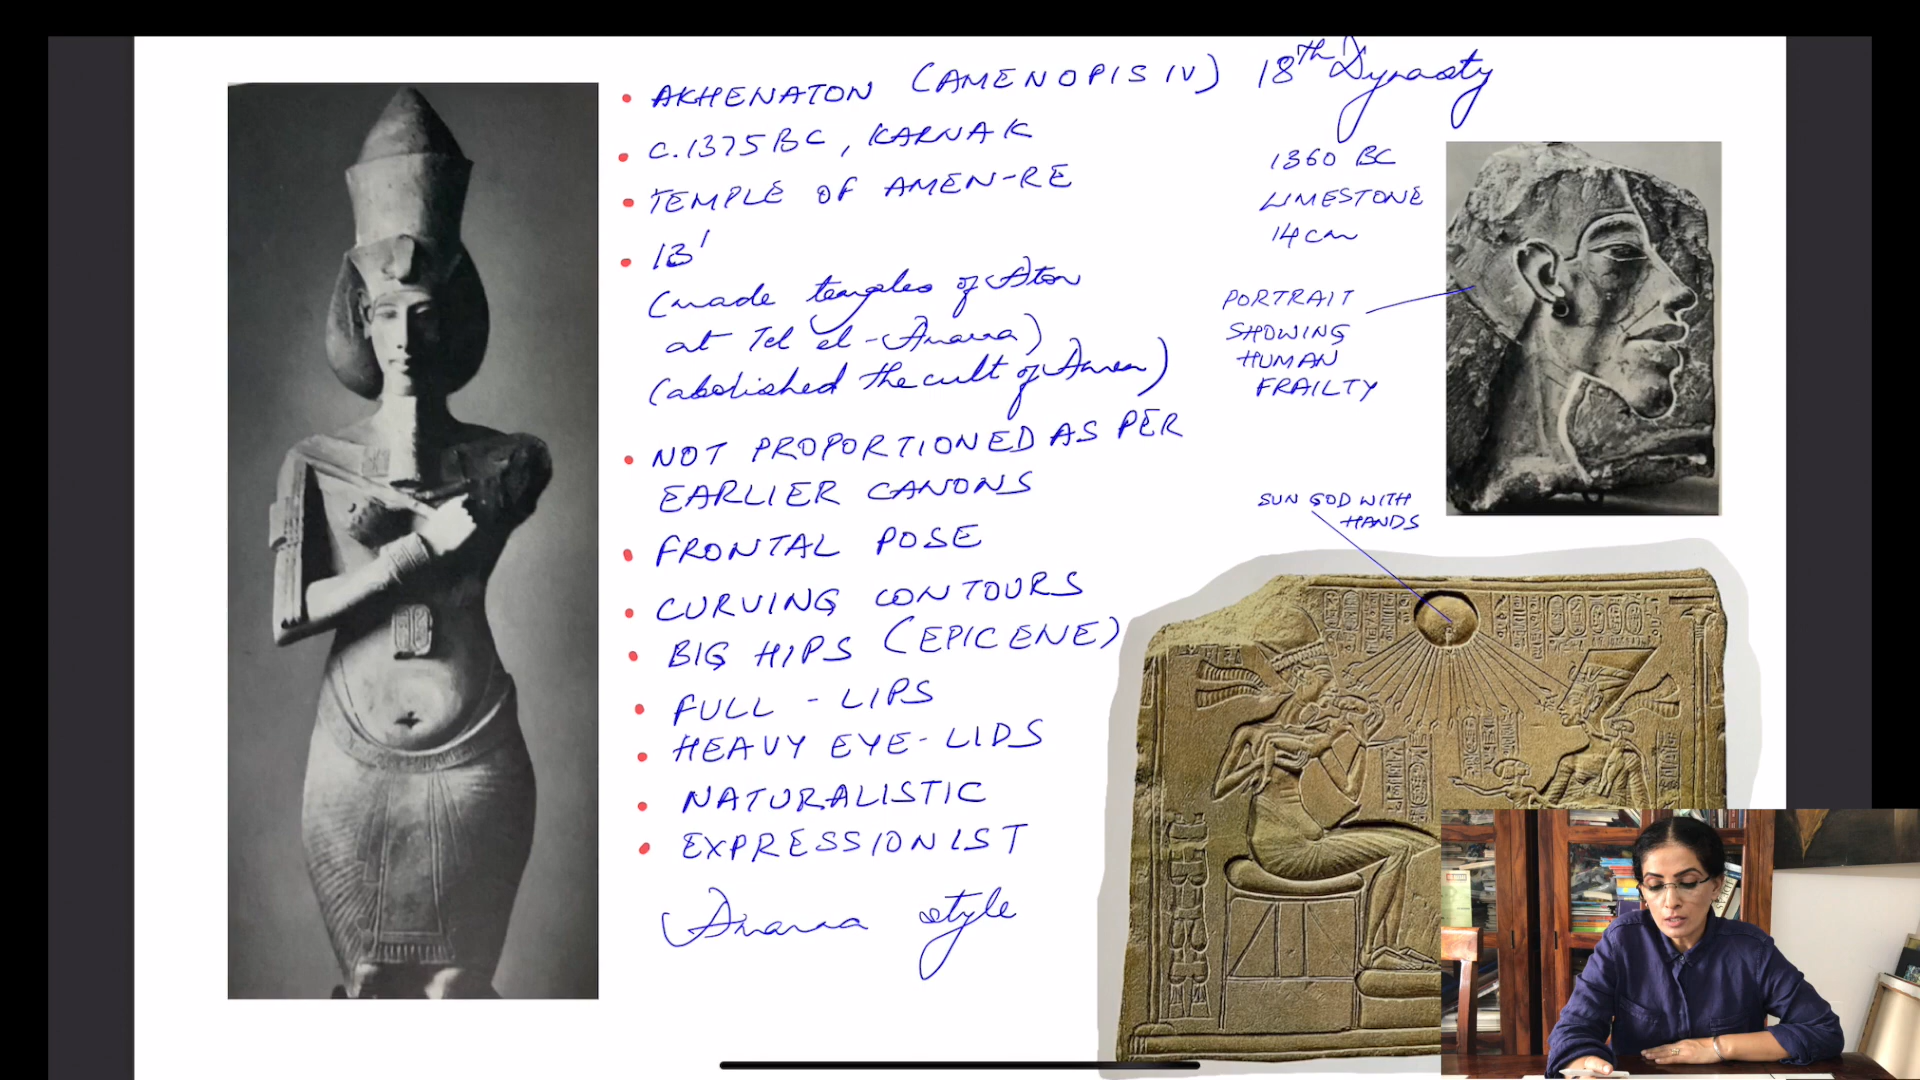 • AKHENATON (AMENOPIS IV) 18th Dynasty
• C. 1375 BC, KARNAK
• TEMPLE OF AMEN-RE
• 13'
(made temples of Aton
at Tel el-Amarna)
(abolished the cult of Amen)
• NOT PROPORTIONED AS PER
EARLIER CANONS
• FRONTAL POSE
• CURVING CONTOURS
• BIG HIPS (EPICENE)
• FULL - LIPS
• HEAVY EYE-LIDS
• NATURALISTIC
• EXPRESSIONIST
Amarna style
1360 BC
LIMESTONE
14 cm
PORTRAIT
SHOWING
HUMAN
FRAILTY
SUN GOD WITH
HANDS